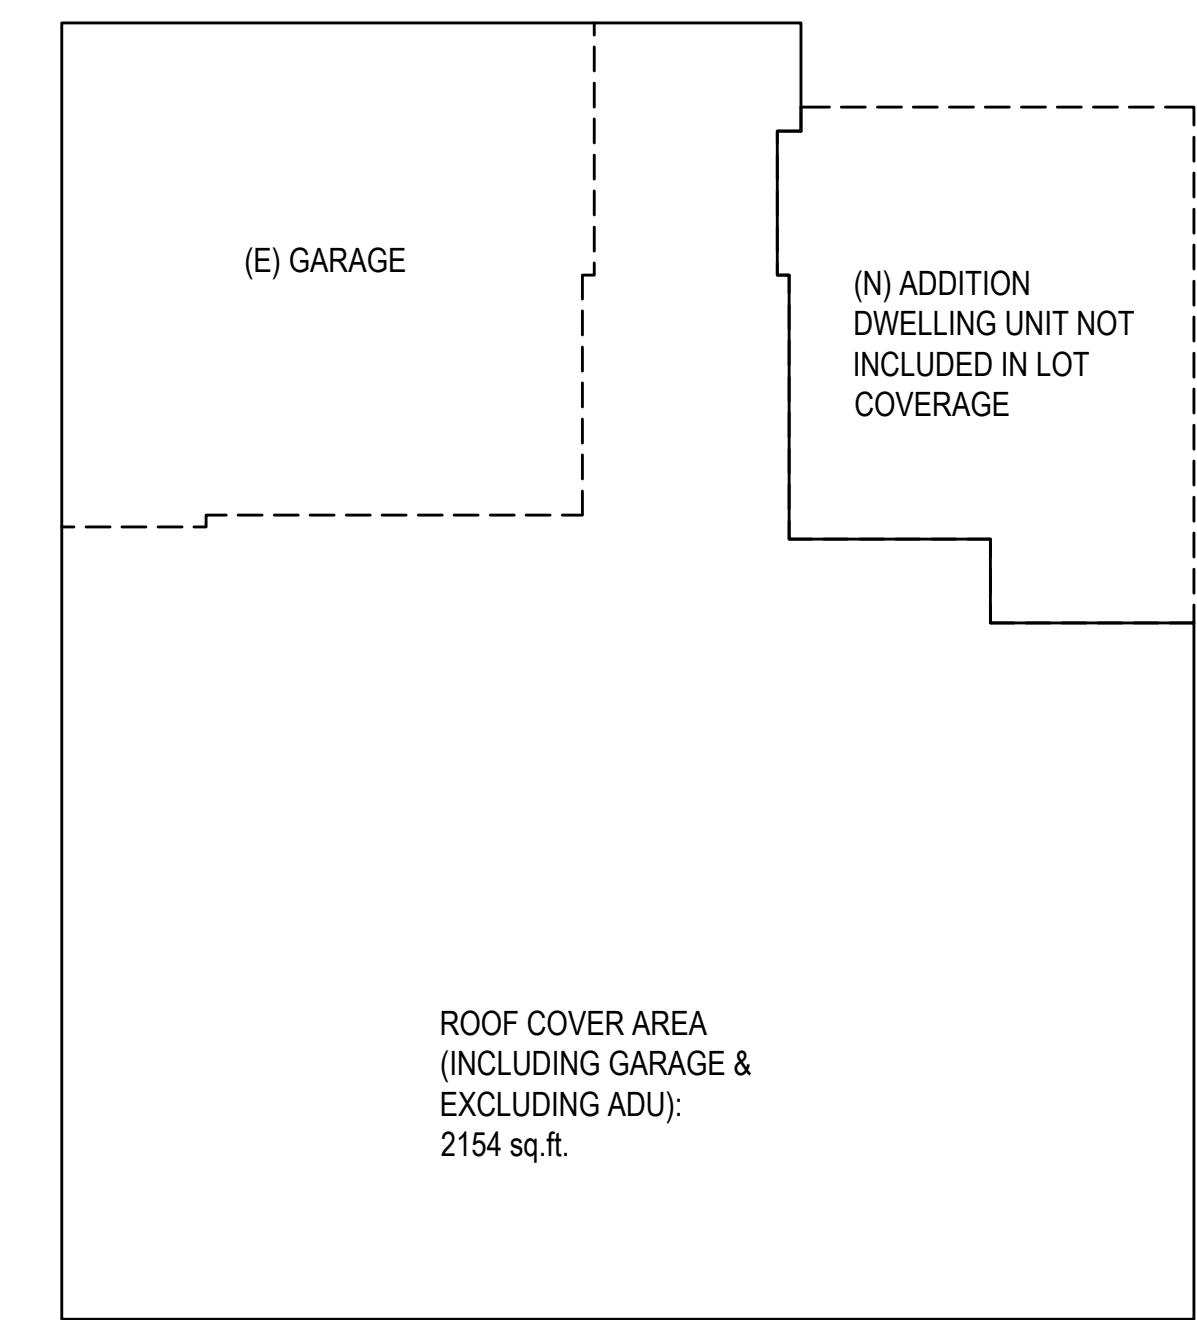 (E) GARAGE
(N) ADDITION
DWELLING UNIT NOT
INCLUDED IN LOT
COVERAGE
ROOF COVER AREA
(INCLUDING GARAGE &
EXCLUDING ADU):
2154 sq.ft.